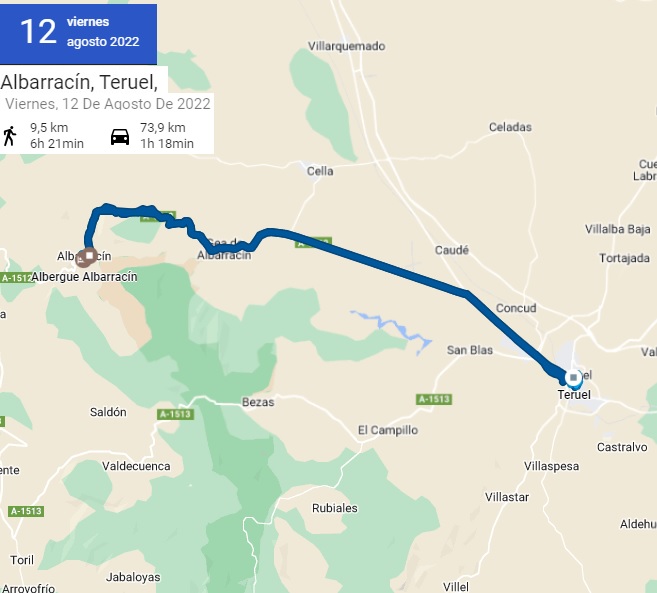 12
viernes
agosto 2022
Albarracín, Teruel,
Viernes, 12 De Agosto De 2022
9,5 km
6h 21min
73,9 km
1h 18min
Villarquemado
Celadas
Cella
Villalba Baja
Tortajada
Caudé
Albarracín
Albergue Albarracín
A-1512
Concud
San Blas
Teruel
A-1513
Bezas
A-1513
Saldón
El Campillo
Castralvo
Valdecuenca
Villaspesa
Villastar
A-1513
Rubiales
Toril
Jabaloyas
Villel
Arroyofrío